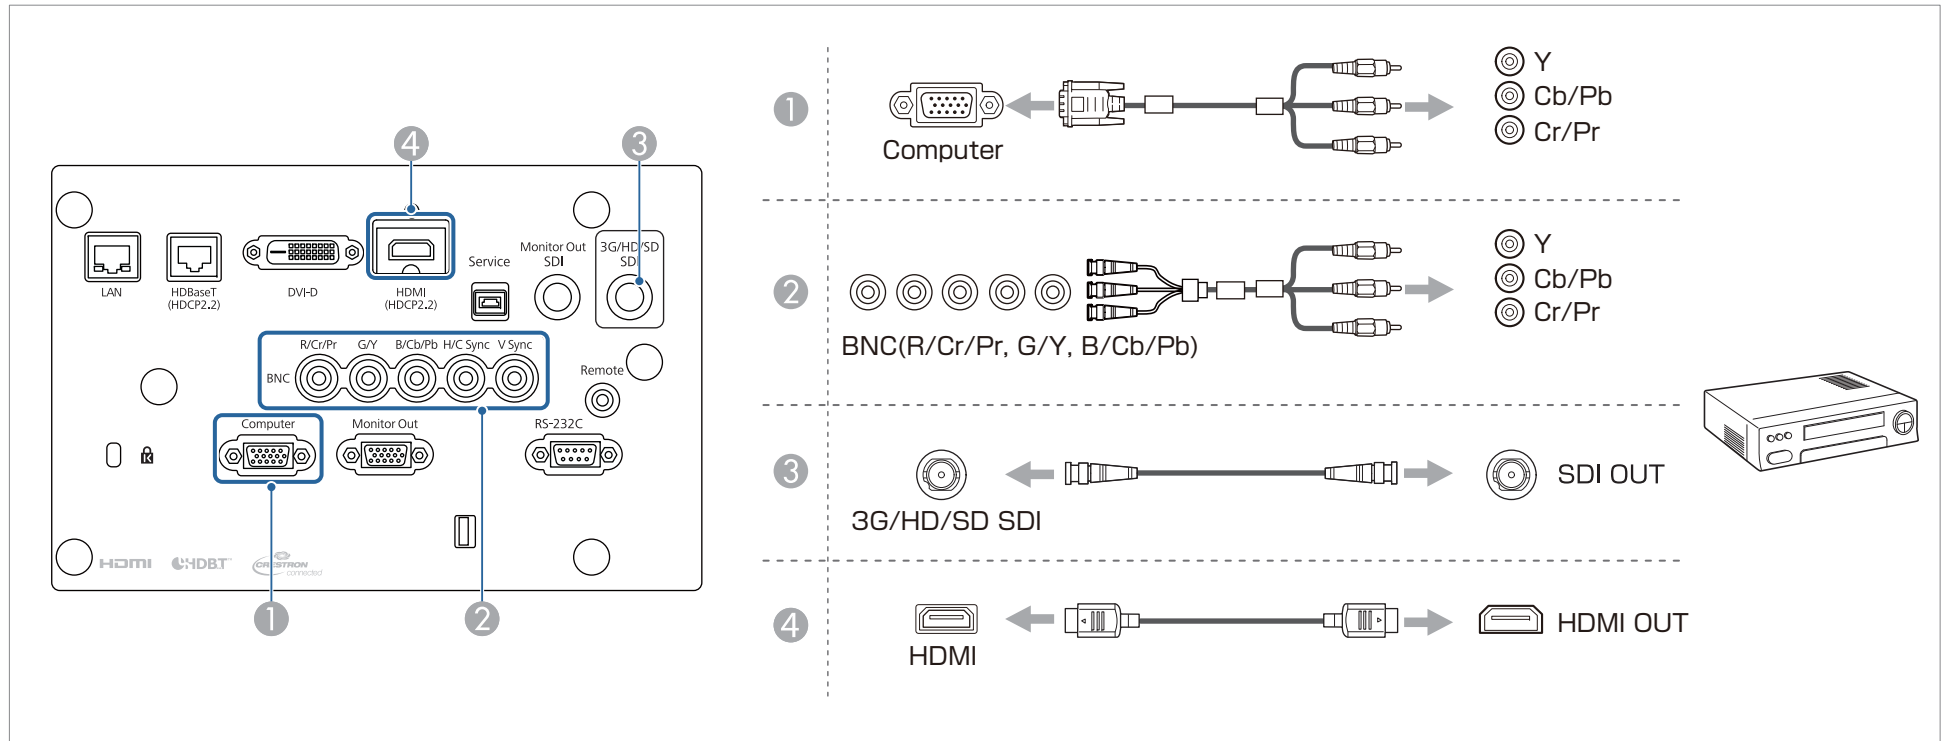 4
3
3G/HD/SD
SDI
Monitor Out
SDI
Service
LAN
HDBaseT
(HDCP2.2)
DVI-D
HDMI
(HDCP2.2)
R/Cr/Pr G/Y B/Cb/Pb H/C Sync V Sync
BNC
Remote
Computer
Monitor Out
RS-232C
HDMI
HDBT
CRESTRON
connected
1
2
1
Computer
Y
Cb/Pb
Cr/Pr
2
BNC(R/Cr/Pr, G/Y, B/Cb/Pb)
Y
Cb/Pb
Cr/Pr
3
3G/HD/SD SDI
SDI OUT
4
HDMI
HDMI OUT